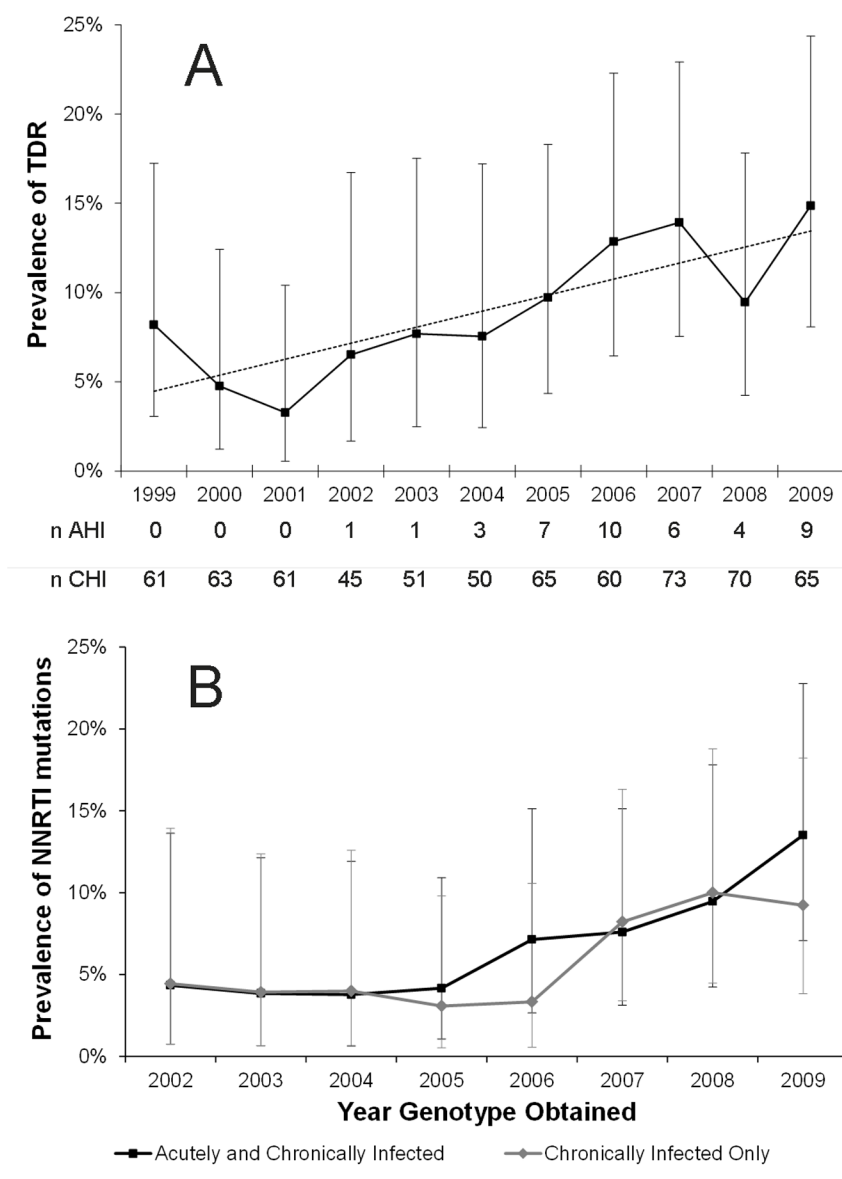 25%
A
20%
15%
10%
5%
0%
Prevalence of TDR
1999 2000 2001 2002 2003 2004 2005 2006 2007 2008 2009
n AHI 0 0 0 1 1 3 7 10 6 4 9
n CHI 61 63 61 45 51 50 65 60 73 70 65
25%
B
20%
15%
10%
5%
0%
Prevalence of NNRTI mutations
2002 2003 2004 2005 2006 2007 2008 2009
Year Genotype Obtained
Acutely and Chronically Infected Chronically Infected Only